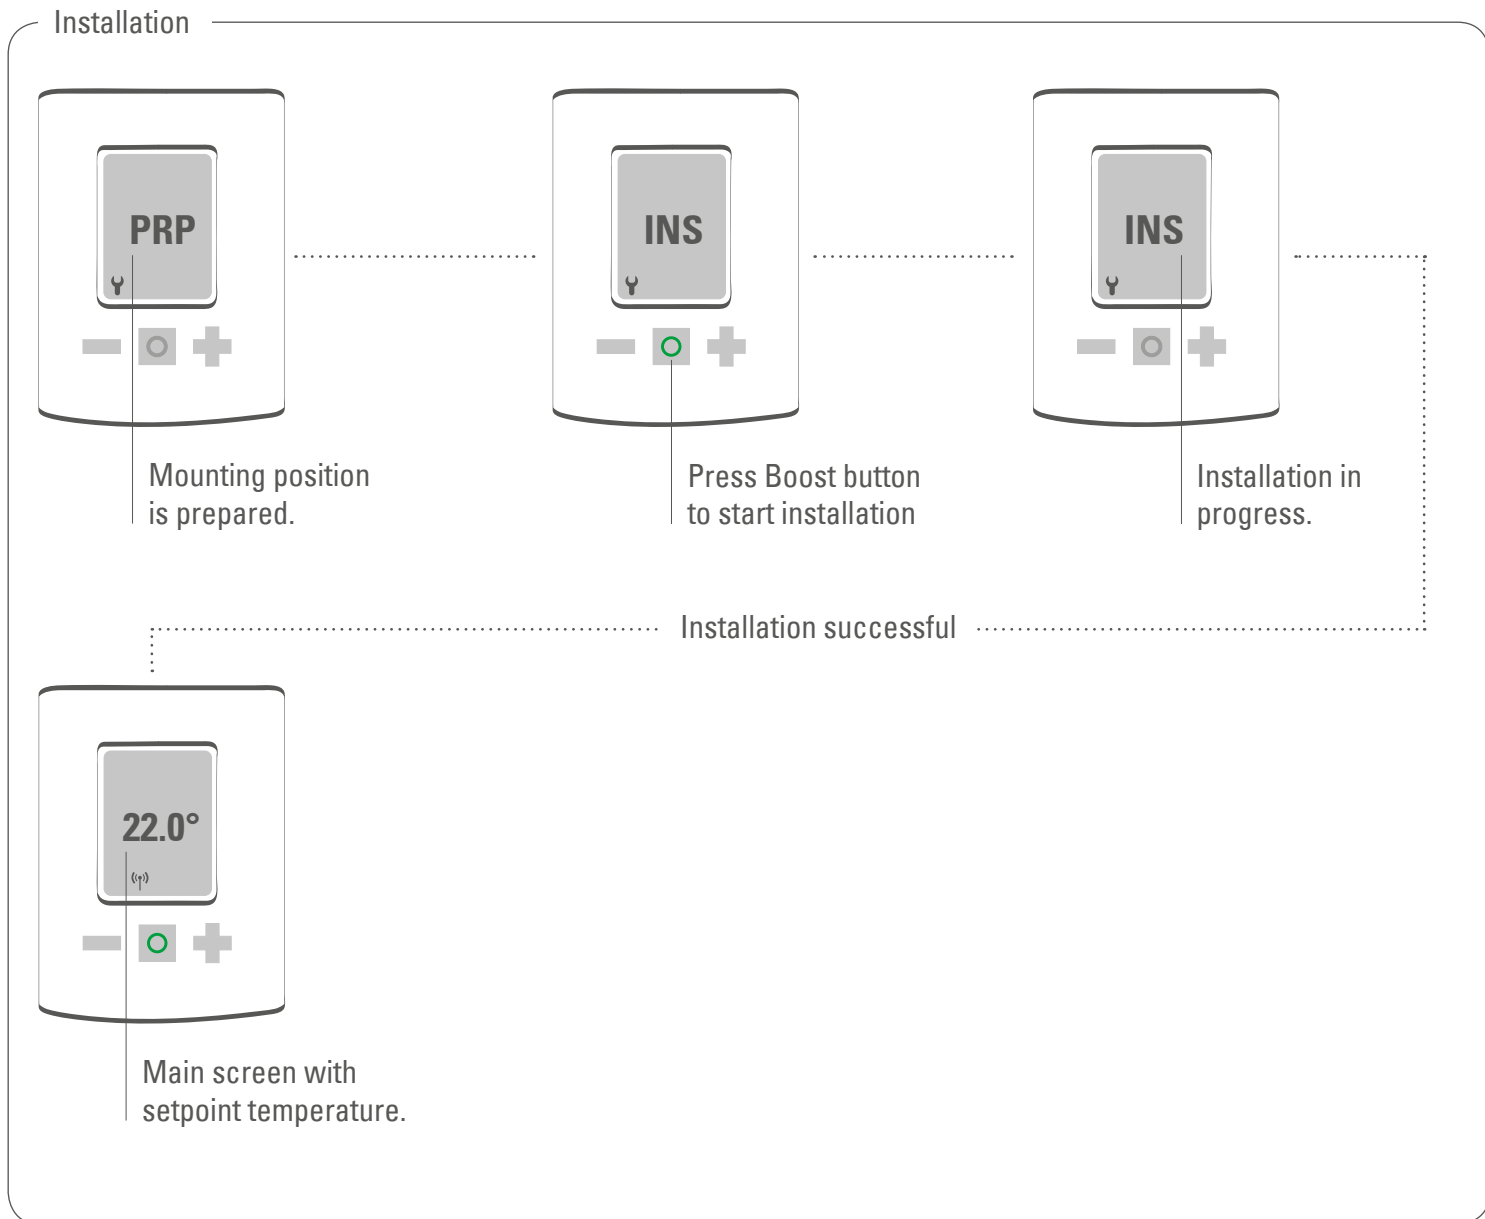 Installation
PRP
INS
INS
Mounting position
is prepared.
Press Boost button
to start installation
Installation in
progress.
Installation successful
22.0°
Main screen with
setpoint temperature.